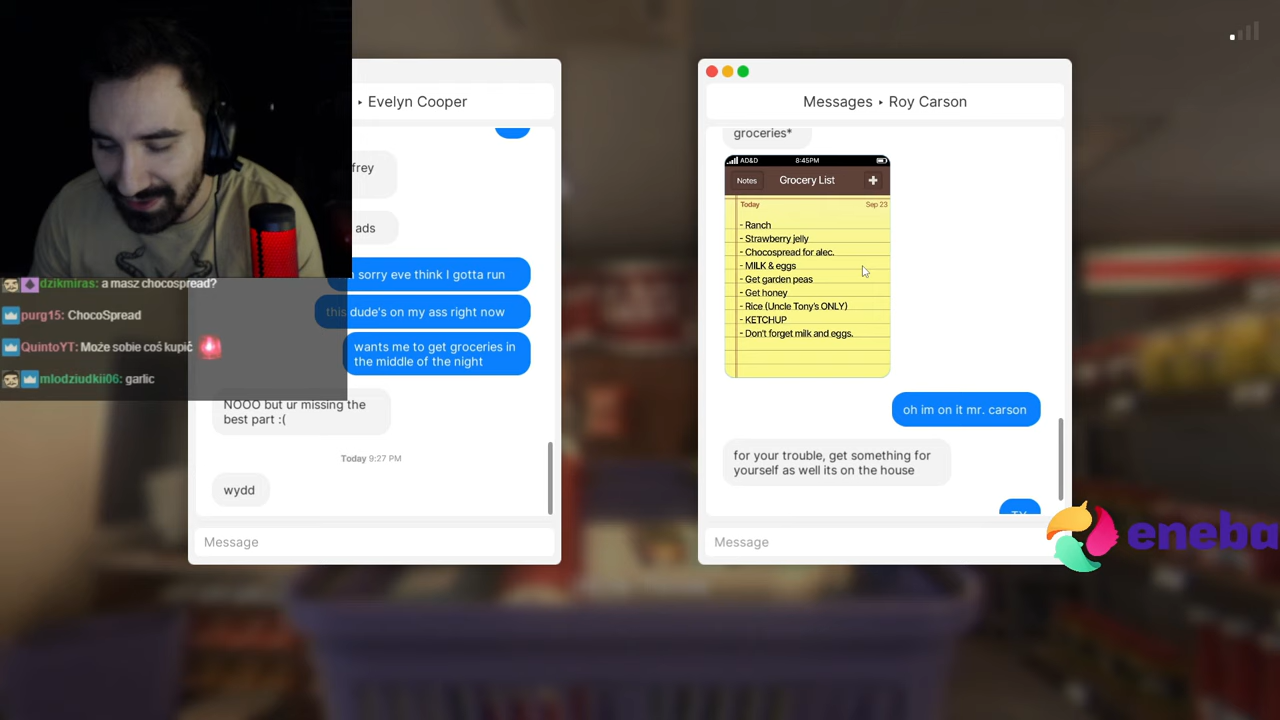 dzikmiras: a masz chocospread?
purg15: ChocoSpread
QuintoYT: Może sobie coś kupić
mlodziudkii06: garlic
Evelyn Cooper
frey
ads
sorry eve think I gotta run
this dude's on my ass right now
wants me to get groceries in
the middle of the night
NOOO but ur missing the
best part :(
Today 9:27 PM
wydd
Message
Messages ▸ Roy Carson
groceries*
AD&D 8:45PM
Notes Grocery List +
Today Sep 23
- Ranch
- Strawberry jelly
- Chocospread for alec.
- MILK & eggs
- Get garden peas
- Get honey
- Rice (Uncle Tony's ONLY)
- KETCHUP
- Don't forget milk and eggs.
oh im on it mr. carson
for your trouble, get something for
yourself as well its on the house
Message
eneba